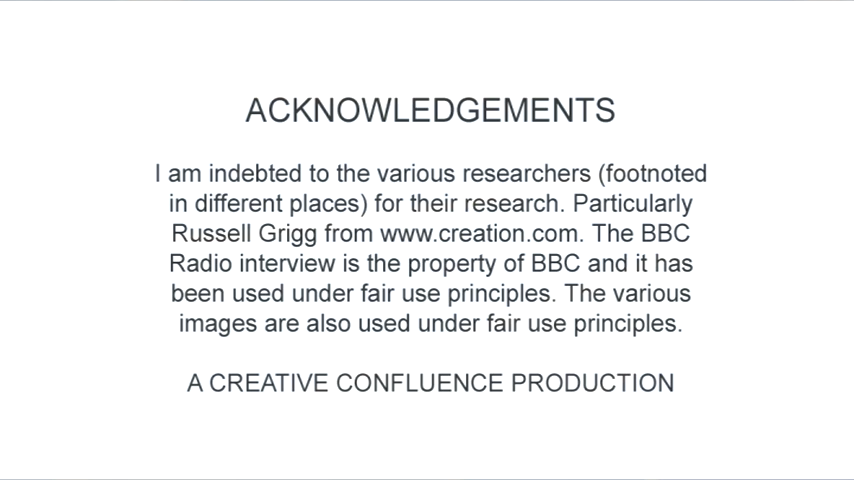 ACKNOWLEDGEMENTS
I am indebted to the various researchers (footnoted
in different places) for their research. Particularly
Russell Grigg from www.creation.com. The BBC
Radio interview is the property of BBC and it has
been used under fair use principles. The various
images are also used under fair use principles.
A CREATIVE CONFLUENCE PRODUCTION